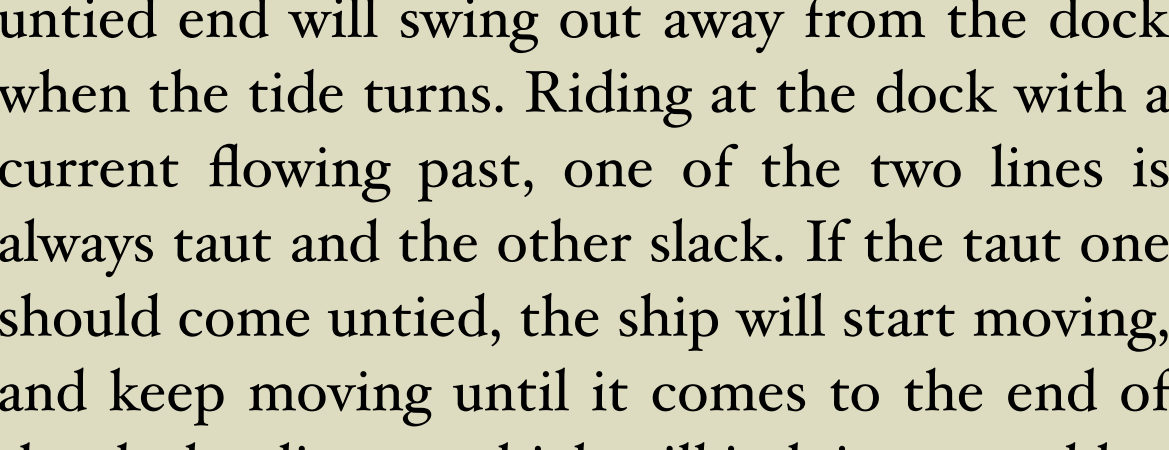 untied end will swing out away from the dock
when the tide turns. Riding at the dock with a
current flowing past, one of the two lines is
always taut and the other slack. If the taut one
should come untied, the ship will start moving,
and keep moving until it comes to the end of